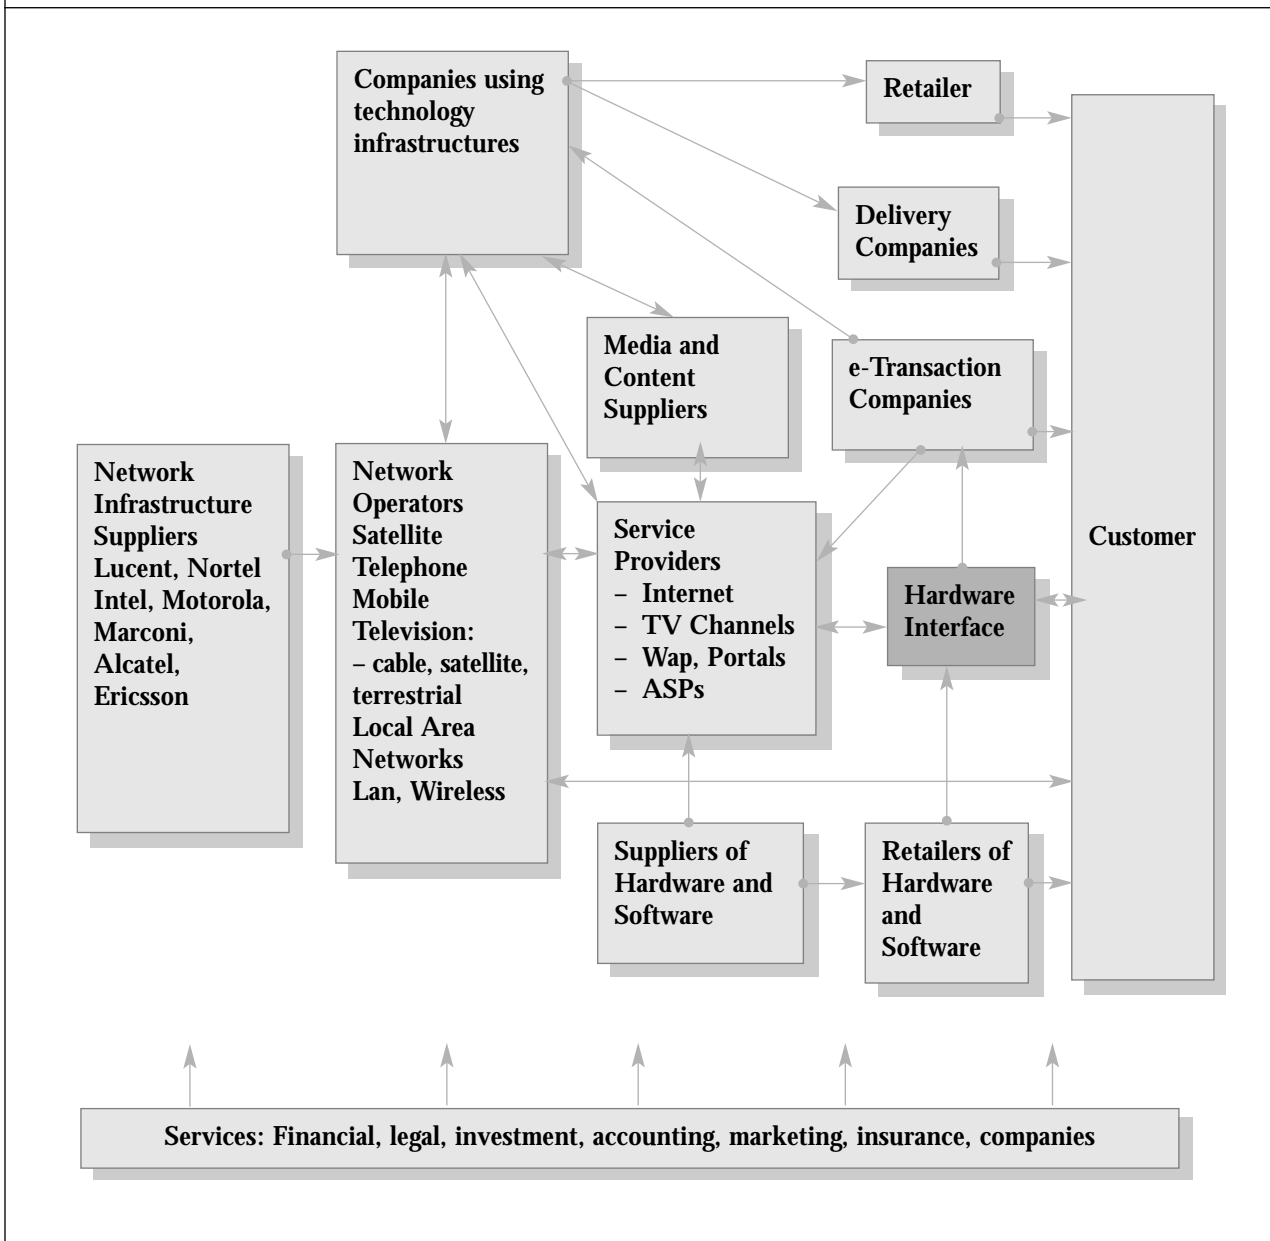 Companies using
technology
infrastructures
Retailer
Delivery
Companies
Media and
Content
Suppliers
e-Transaction
Companies
Network
Infrastructure
Suppliers
Lucent, Nortel
Intel, Motorola,
Marconi,
Alcatel,
Ericsson
Network
Operators
Satellite
Telephone
Mobile
Television:
– cable, satellite,
terrestrial
Local Area
Networks
Lan, Wireless
Service
Providers
– Internet
– TV Channels
– Wap, Portals
– ASPs
Hardware
Interface
Customer
Suppliers of
Hardware and
Software
Retailers of
Hardware
and
Software
Services: Financial, legal, investment, accounting, marketing, insurance, companies